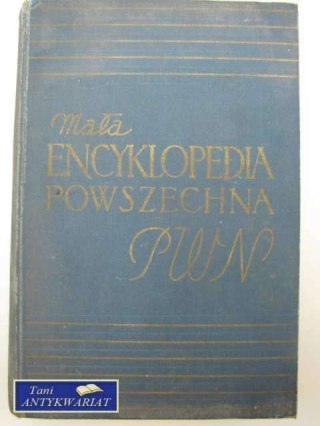 Mała
ENCYKLOPEDIA
POWSZECHNA
PWN
Tani
ANTYKWARIAT